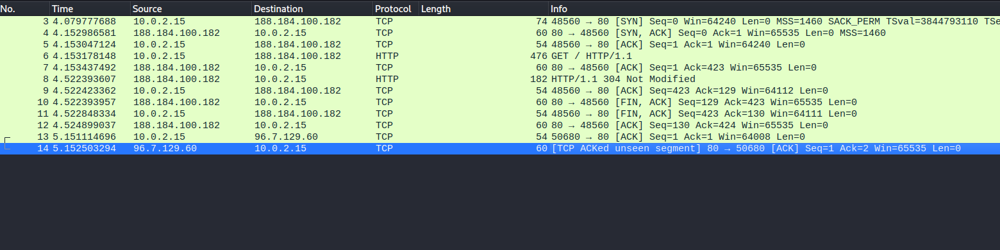 No. Time Source Destination Protocol Length Info
3 4.079777688 10.0.2.15 188.184.100.182 TCP 74 48560 → 80 [SYN] Seq=0 Win=64240 Len=0 MSS=1460 SACK_PERM TSval=3844793110 TSe
4 4.152986581 188.184.100.182 10.0.2.15 TCP 60 80 → 48560 [SYN, ACK] Seq=0 Ack=1 Win=65535 Len=0 MSS=1460
5 4.153047124 10.0.2.15 188.184.100.182 TCP 54 48560 → 80 [ACK] Seq=1 Ack=1 Win=64240 Len=0
6 4.153178148 10.0.2.15 188.184.100.182 HTTP 476 GET / HTTP/1.1
7 4.153437492 188.184.100.182 10.0.2.15 TCP 60 80 → 48560 [ACK] Seq=1 Ack=423 Win=65535 Len=0
8 4.522393607 188.184.100.182 10.0.2.15 HTTP 182 HTTP/1.1 304 Not Modified
9 4.522423362 10.0.2.15 188.184.100.182 TCP 54 48560 → 80 [ACK] Seq=423 Ack=129 Win=64112 Len=0
10 4.522393957 188.184.100.182 10.0.2.15 TCP 60 80 → 48560 [FIN, ACK] Seq=129 Ack=423 Win=65535 Len=0
11 4.522848334 10.0.2.15 188.184.100.182 TCP 54 48560 → 80 [FIN, ACK] Seq=423 Ack=130 Win=64111 Len=0
12 4.524899037 188.184.100.182 10.0.2.15 TCP 60 80 → 48560 [ACK] Seq=130 Ack=424 Win=65535 Len=0
13 5.151114696 10.0.2.15 96.7.129.60 TCP 54 50680 → 80 [ACK] Seq=1 Ack=1 Win=64008 Len=0
14 5.152503294 96.7.129.60 10.0.2.15 TCP 60 [TCP ACKed unseen segment] 80 → 50680 [ACK] Seq=1 Ack=2 Win=65535 Len=0